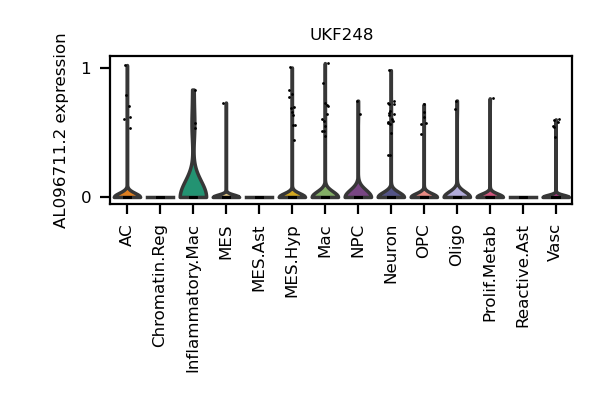 UKF248
AL096711.2 expression
1
0
AC
Chromatin.Reg
Inflammatory.Mac
MES
MES.Ast
MES.Hyp
Mac
NPC
Neuron
OPC
Oligo
Prolif.Metab
Reactive.Ast
Vasc